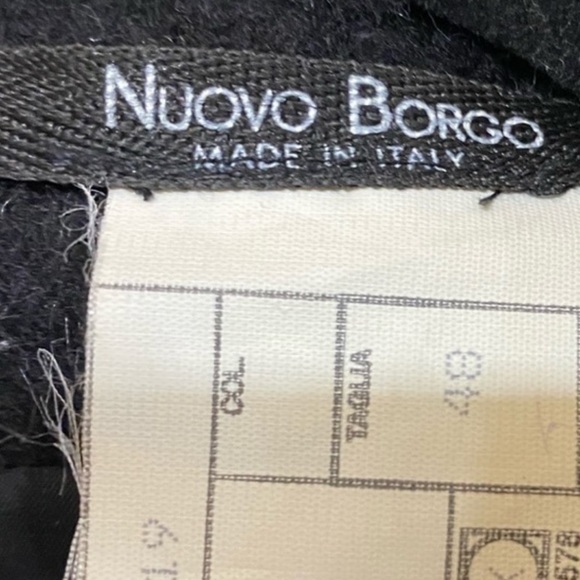 NUOVO BORGO
MADE IN ITALY
COL.
TAGLIA 48